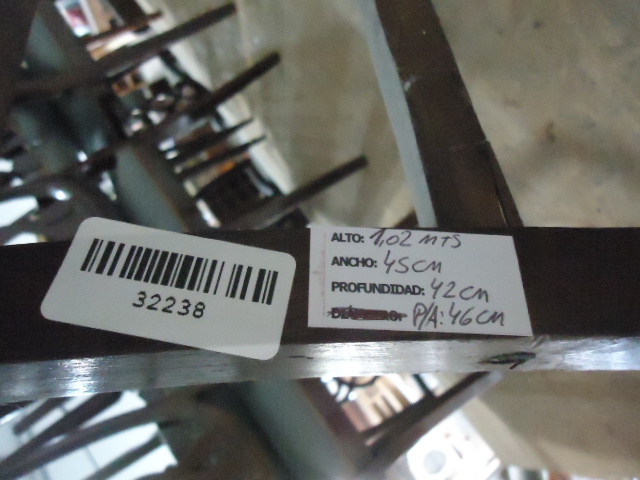 32238
ALTO: 1,02 MTS
ANCHO: 45CM
PROFUNDIDAD: 42CM
P/A: 46CM